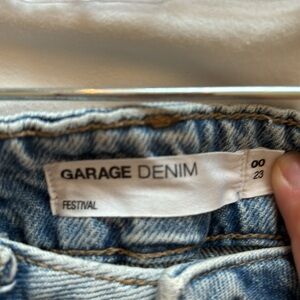 GARAGE DENIM
FESTIVAL
00
23